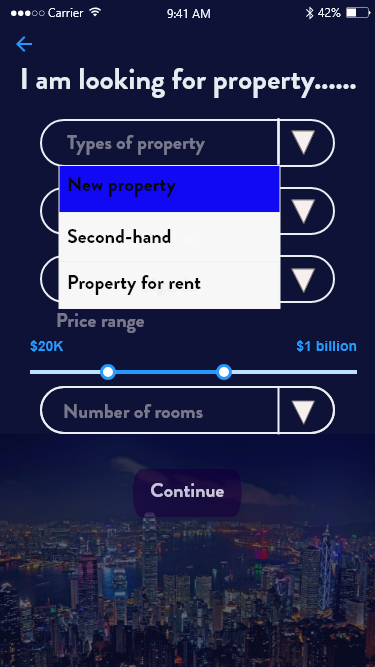 Carrier 9:41 AM 42%
I am looking for property......
Types of property
New property
Second-hand
Property for rent
Price range
$20K $1 billion
Number of rooms
Continue